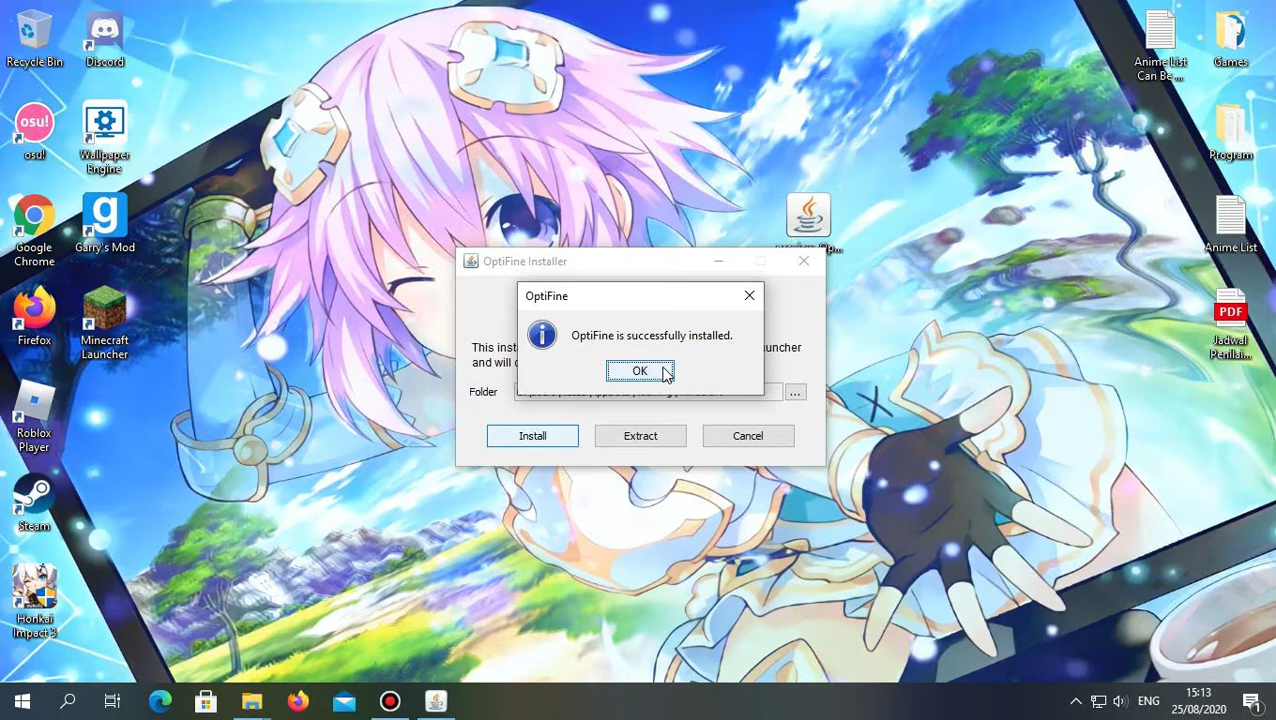 Recycle Bin
Discord
Anime List
Can Be ...
Games
osu!
osu!
Wallpaper
Engine
Program
Google
Chrome
g
Garry's Mod
Anime List
Firefox
Minecraft
Launcher
PDF
Jadwal
Penilai...
Roblox
Player
Steam
Honkai
Impact 3
OptiFine Installer
OptiFine
OptiFine is successfully installed.
OK
This inst
auncher
and will
Folder
...
Install
Extract
Cancel
ENG
15:13
25/08/2020
1